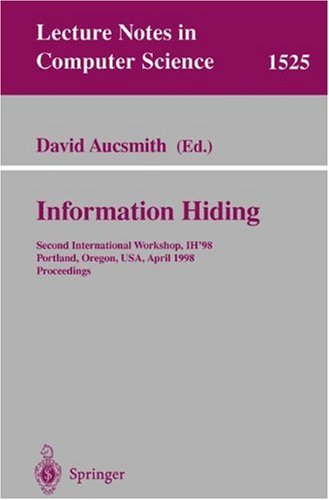 Lecture Notes in
Computer Science 1525
David Aucsmith (Ed.)
Information Hiding
Second International Workshop, IH'98
Portland, Oregon, USA, April 1998
Proceedings
Springer